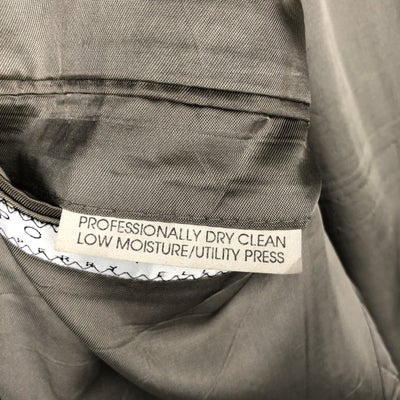 PROFESSIONALLY DRY CLEAN
LOW MOISTURE/UTILITY PRESS